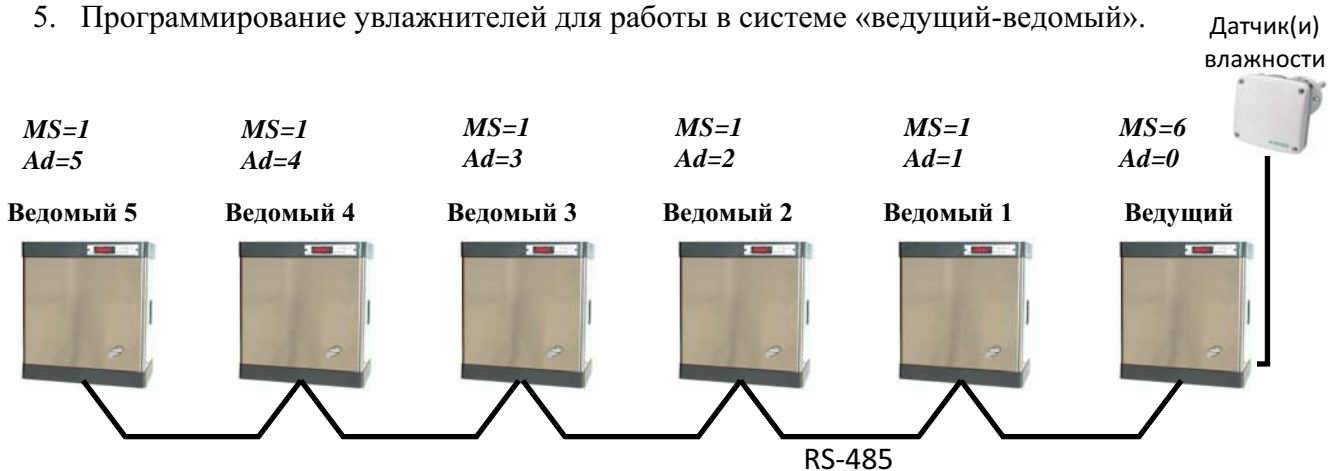 5. Программирование увлажнителей для работы в системе «ведущий-ведомый».
Датчик(и)
влажности
MS=1
Ad=5
MS=1
Ad=4
MS=1
Ad=3
MS=1
Ad=2
MS=1
Ad=1
MS=6
Ad=0
Ведомый 5
Ведомый 4
Ведомый 3
Ведомый 2
Ведомый 1
Ведущий
RS-485